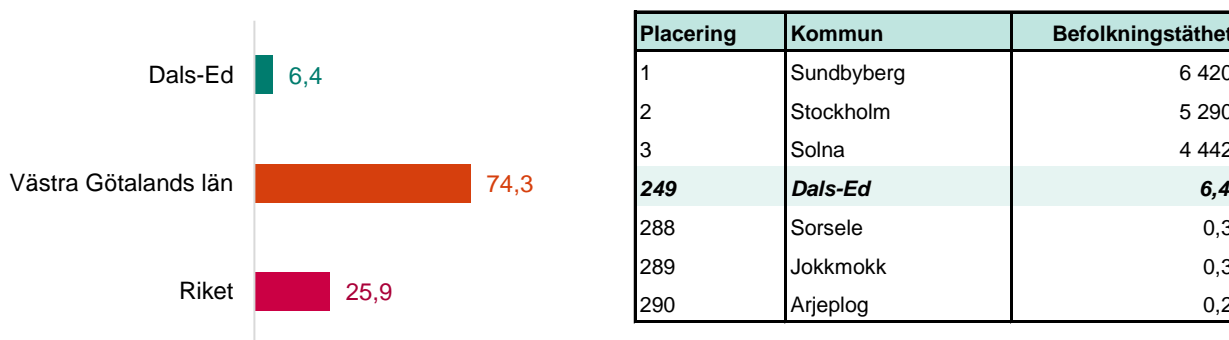 Dals-Ed 6,4
Västra Götalands län 74,3
Riket 25,9
Placering Kommun Befolkningstäthet
1 Sundbyberg 6 420
2 Stockholm 5 290
3 Solna 4 442
249 Dals-Ed 6,4
288 Sorsele 0,3
289 Jokkmokk 0,3
290 Arjeplog 0,2